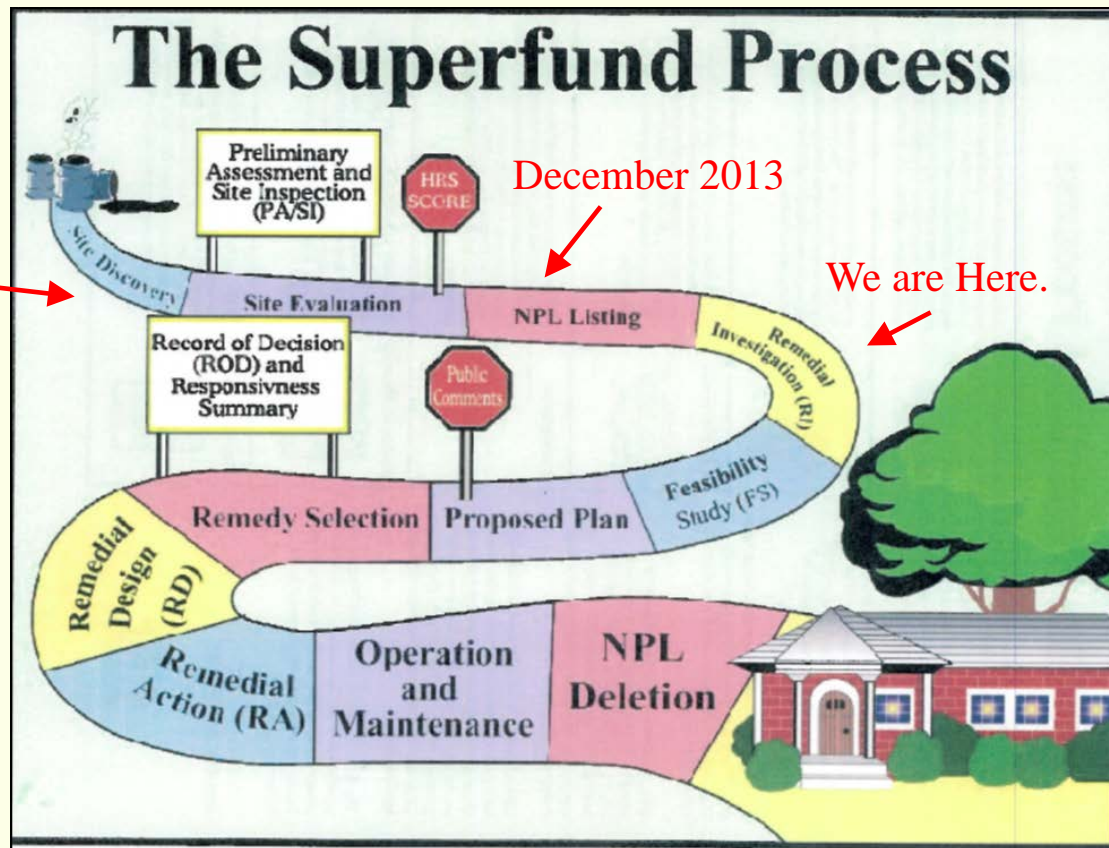 The Superfund Process
Preliminary
Assessment and
Site Inspection
(PA/SI)
HRS
SCORE
December 2013
We are Here.
Site Discovery
Site Evaluation
NPL Listing
Remedial
Investigation (RI)
Record of Decision
(ROD) and
Responsivness
Summary
Public
Comments
Feasibility
Study (FS)
Proposed Plan
Remedy Selection
Remedial
Design
(RD)
Remedial
Action (RA)
Operation
and
Maintenance
NPL
Deletion